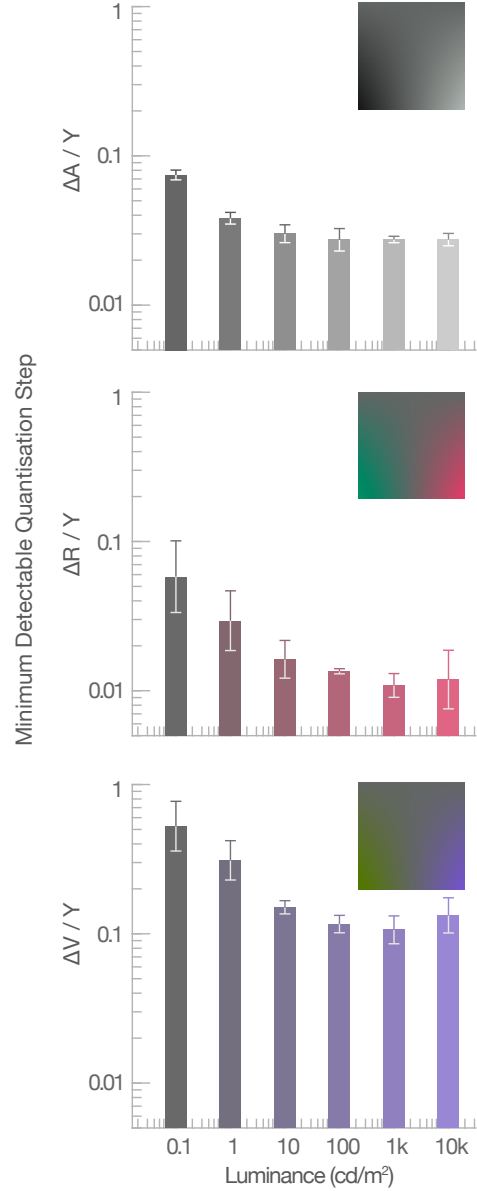 Minimum Detectable Quantisation Step
ΔA / Y
1
0.1
0.01
ΔR / Y
1
0.1
0.01
ΔV / Y
1
0.1
0.01
0.1 1 10 100 1k 10k
Luminance (cd/m²)